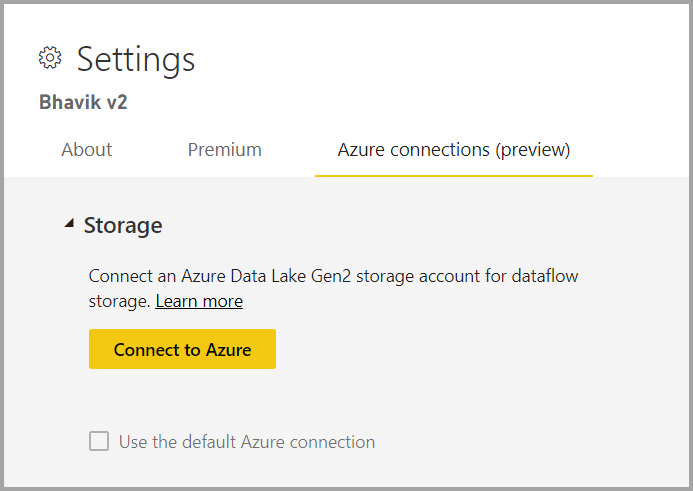 Settings
Bhavik v2
About Premium Azure connections (preview)
Storage
Connect an Azure Data Lake Gen2 storage account for dataflow
storage. Learn more
Connect to Azure
Use the default Azure connection